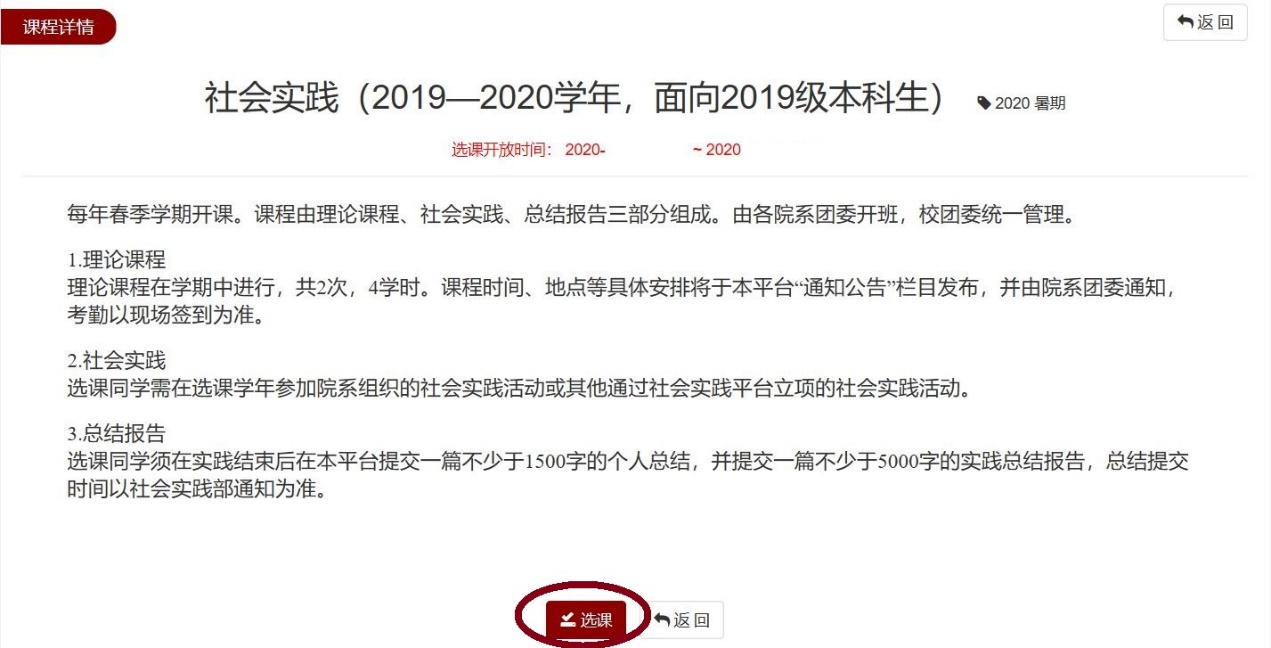 课程详情
返回
社会实践（2019—2020学年，面向2019级本科生） 2020 暑期
选课开放时间： 2020- ~ 2020
每年春季学期开课。课程由理论课程、社会实践、总结报告三部分组成。由各院系团委开班，校团委统一管理。
1.理论课程
理论课程在学期中进行，共2次，4学时。课程时间、地点等具体安排将于本平台“通知公告”栏目发布，并由院系团委通知，
考勤以现场签到为准。
2.社会实践
选课同学需在选课学年参加院系组织的社会实践活动或其他通过社会实践平台立项的社会实践活动。
3.总结报告
选课同学须在实践结束后在本平台提交一篇不少于1500字的个人总结，并提交一篇不少于5000字的实践总结报告，总结提交
时间以社会实践部通知为准。
选课 返回